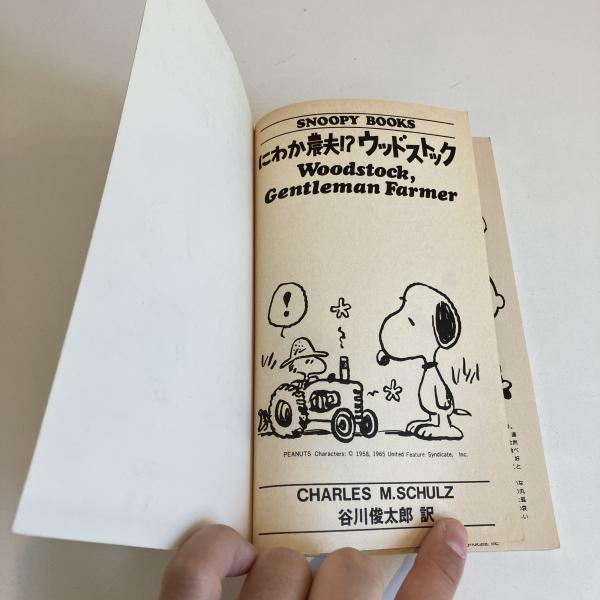 SNOOPY BOOKS
にわか農夫!? ウッドストック
Woodstock,
Gentleman Farmer
!
PEANUTS Characters: © 1958, 1965 United Feature Syndicate, Inc.
CHARLES M.SCHULZ
谷川俊太郎 訳